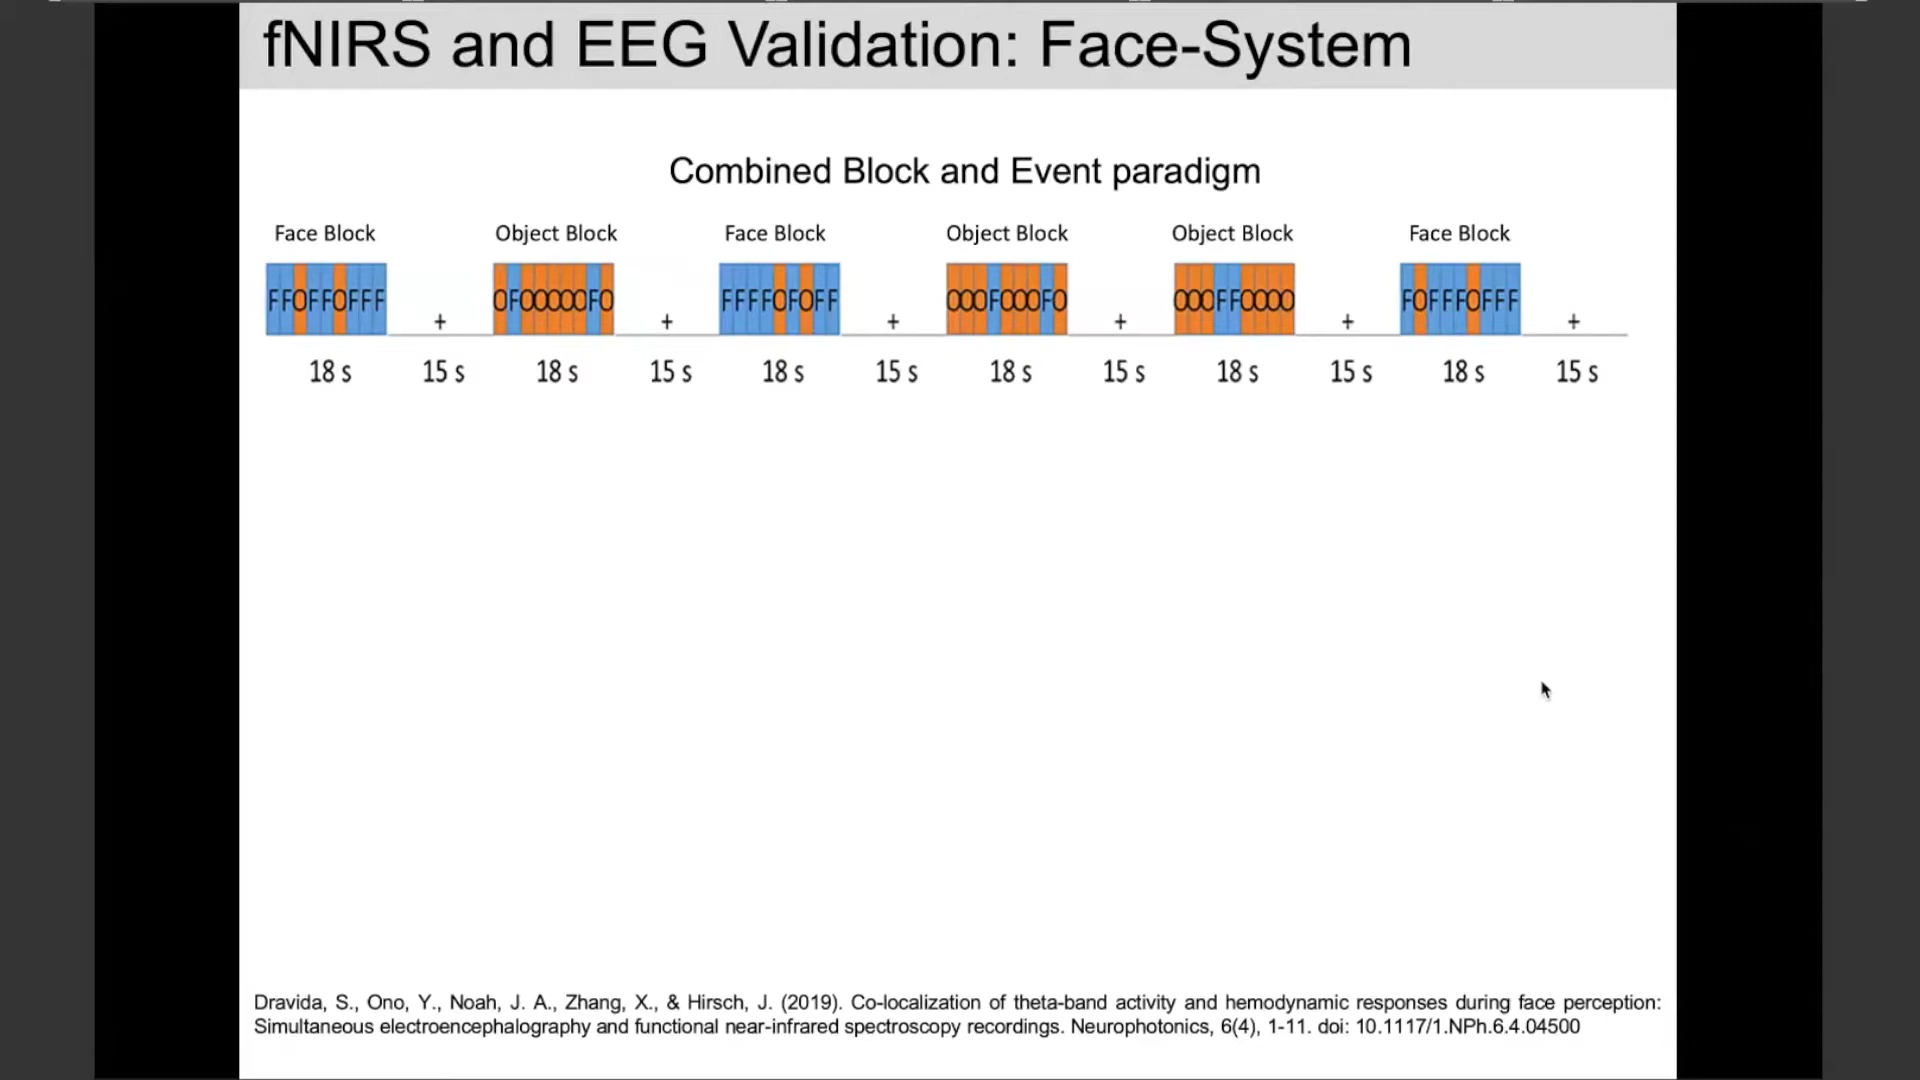 fNIRS and EEG Validation: Face-System
Combined Block and Event paradigm
Face Block Object Block Face Block Object Block Object Block Face Block
FFOFFOFFF + OFOOOOOFO + FFFFOFOFF + OOOFOOOFO + OOOFFOOOO + FOFFFOFFF +
18 s 15 s 18 s 15 s 18 s 15 s 18 s 15 s 18 s 15 s 18 s 15 s
Dravida, S., Ono, Y., Noah, J. A., Zhang, X., & Hirsch, J. (2019). Co-localization of theta-band activity and hemodynamic responses during face perception:
Simultaneous electroencephalography and functional near-infrared spectroscopy recordings. Neurophotonics, 6(4), 1-11. doi: 10.1117/1.NPh.6.4.04500